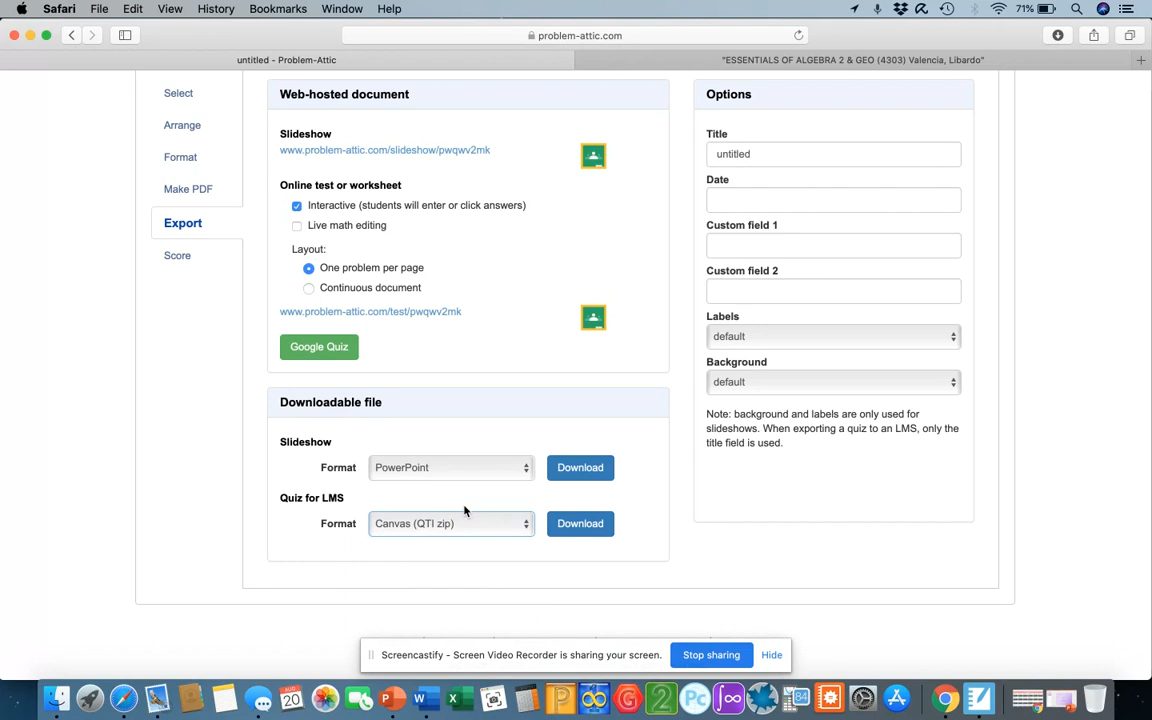 Safari File Edit View History Bookmarks Window Help 71%
problem-attic.com
untitled - Problem-Attic
"ESSENTIALS OF ALGEBRA 2 & GEO (4303) Valencia, Libardo"
Select
Arrange
Format
Make PDF
Export
Score
Web-hosted document
Slideshow
www.problem-attic.com/slideshow/pwqwv2mk
Online test or worksheet
Interactive (students will enter or click answers)
Live math editing
Layout:
One problem per page
Continuous document
www.problem-attic.com/test/pwqwv2mk
Google Quiz
Downloadable file
Slideshow
Format PowerPoint Download
Quiz for LMS
Format Canvas (QTI zip) Download
Options
Title
untitled
Date
Custom field 1
Custom field 2
Labels
default
Background
default
Note: background and labels are only used for
slideshows. When exporting a quiz to an LMS, only the
title field is used.
Screencastify - Screen Video Recorder is sharing your screen. Stop sharing Hide
AUG
20
P W X P G 2 Pc 84